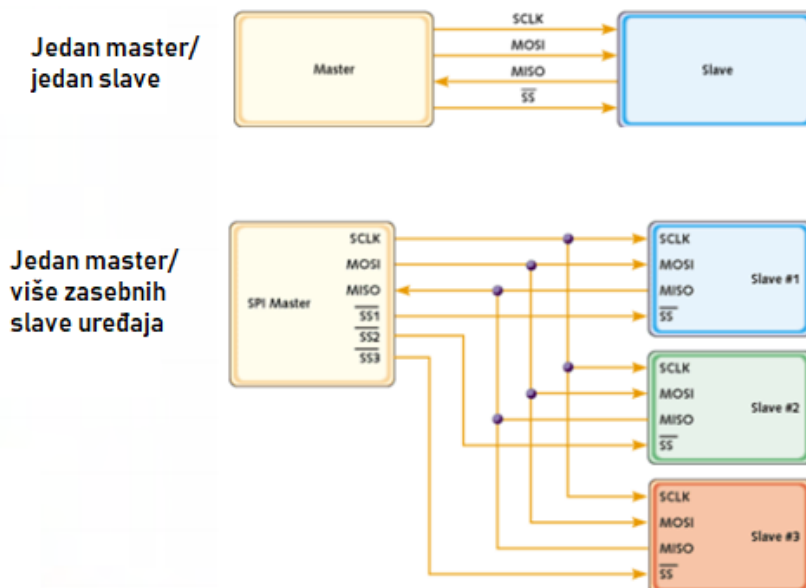 Jedan master/
jedan slave
Master
SCLK
MOSI
MISO
SS
Slave
Jedan master/
više zasebnih
slave uređaja
SPI Master
SCLK
MOSI
MISO
SS1
SS2
SS3
SCLK
MOSI
MISO
SS
Slave #1
SCLK
MOSI
MISO
SS
Slave #2
SCLK
MOSI
MISO
SS
Slave #3